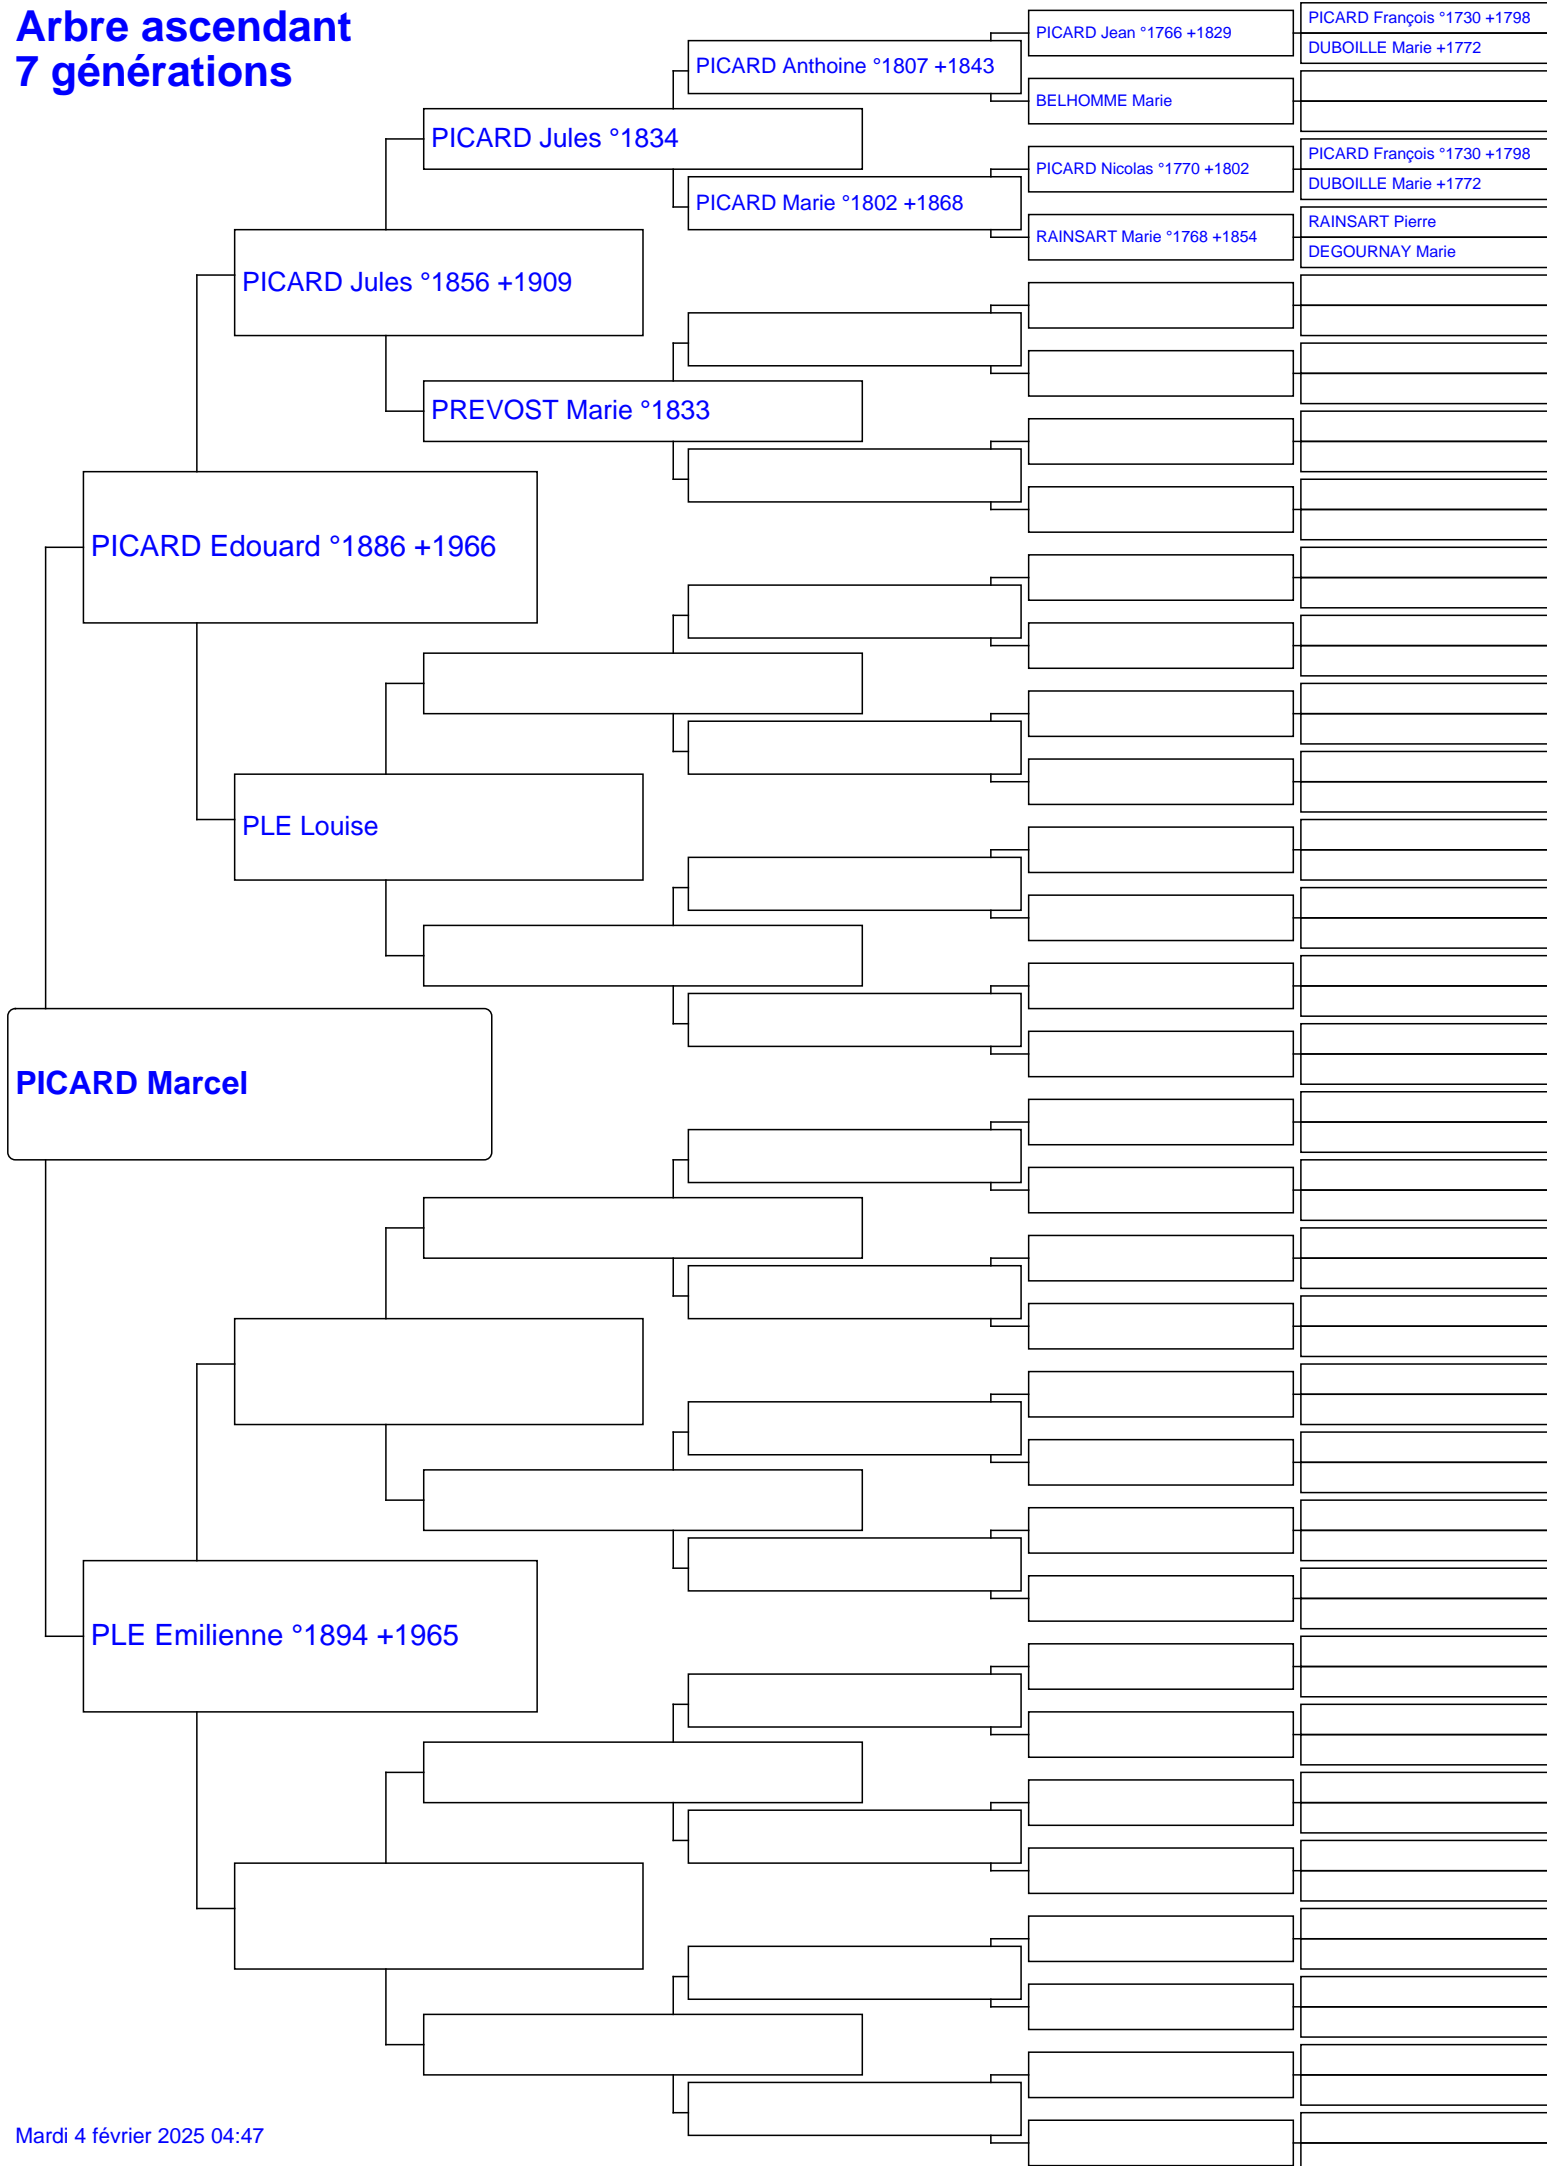 Arbre ascendant
7 générations
PICARD François °1730 +1798
PICARD Jean °1766 +1829
DUBOILLE Marie +1772
PICARD Anthoine °1807 +1843
BELHOMME Marie
PICARD Jules °1834
PICARD François °1730 +1798
PICARD Nicolas °1770 +1802
DUBOILLE Marie +1772
PICARD Marie °1802 +1868
RAINSART Pierre
RAINSART Marie °1768 +1854
DEGOURNAY Marie
PICARD Jules °1856 +1909
PREVOST Marie °1833
PICARD Edouard °1886 +1966
PLE Louise
PICARD Marcel
PLE Emilienne °1894 +1965
Mardi 4 février 2025 04:47